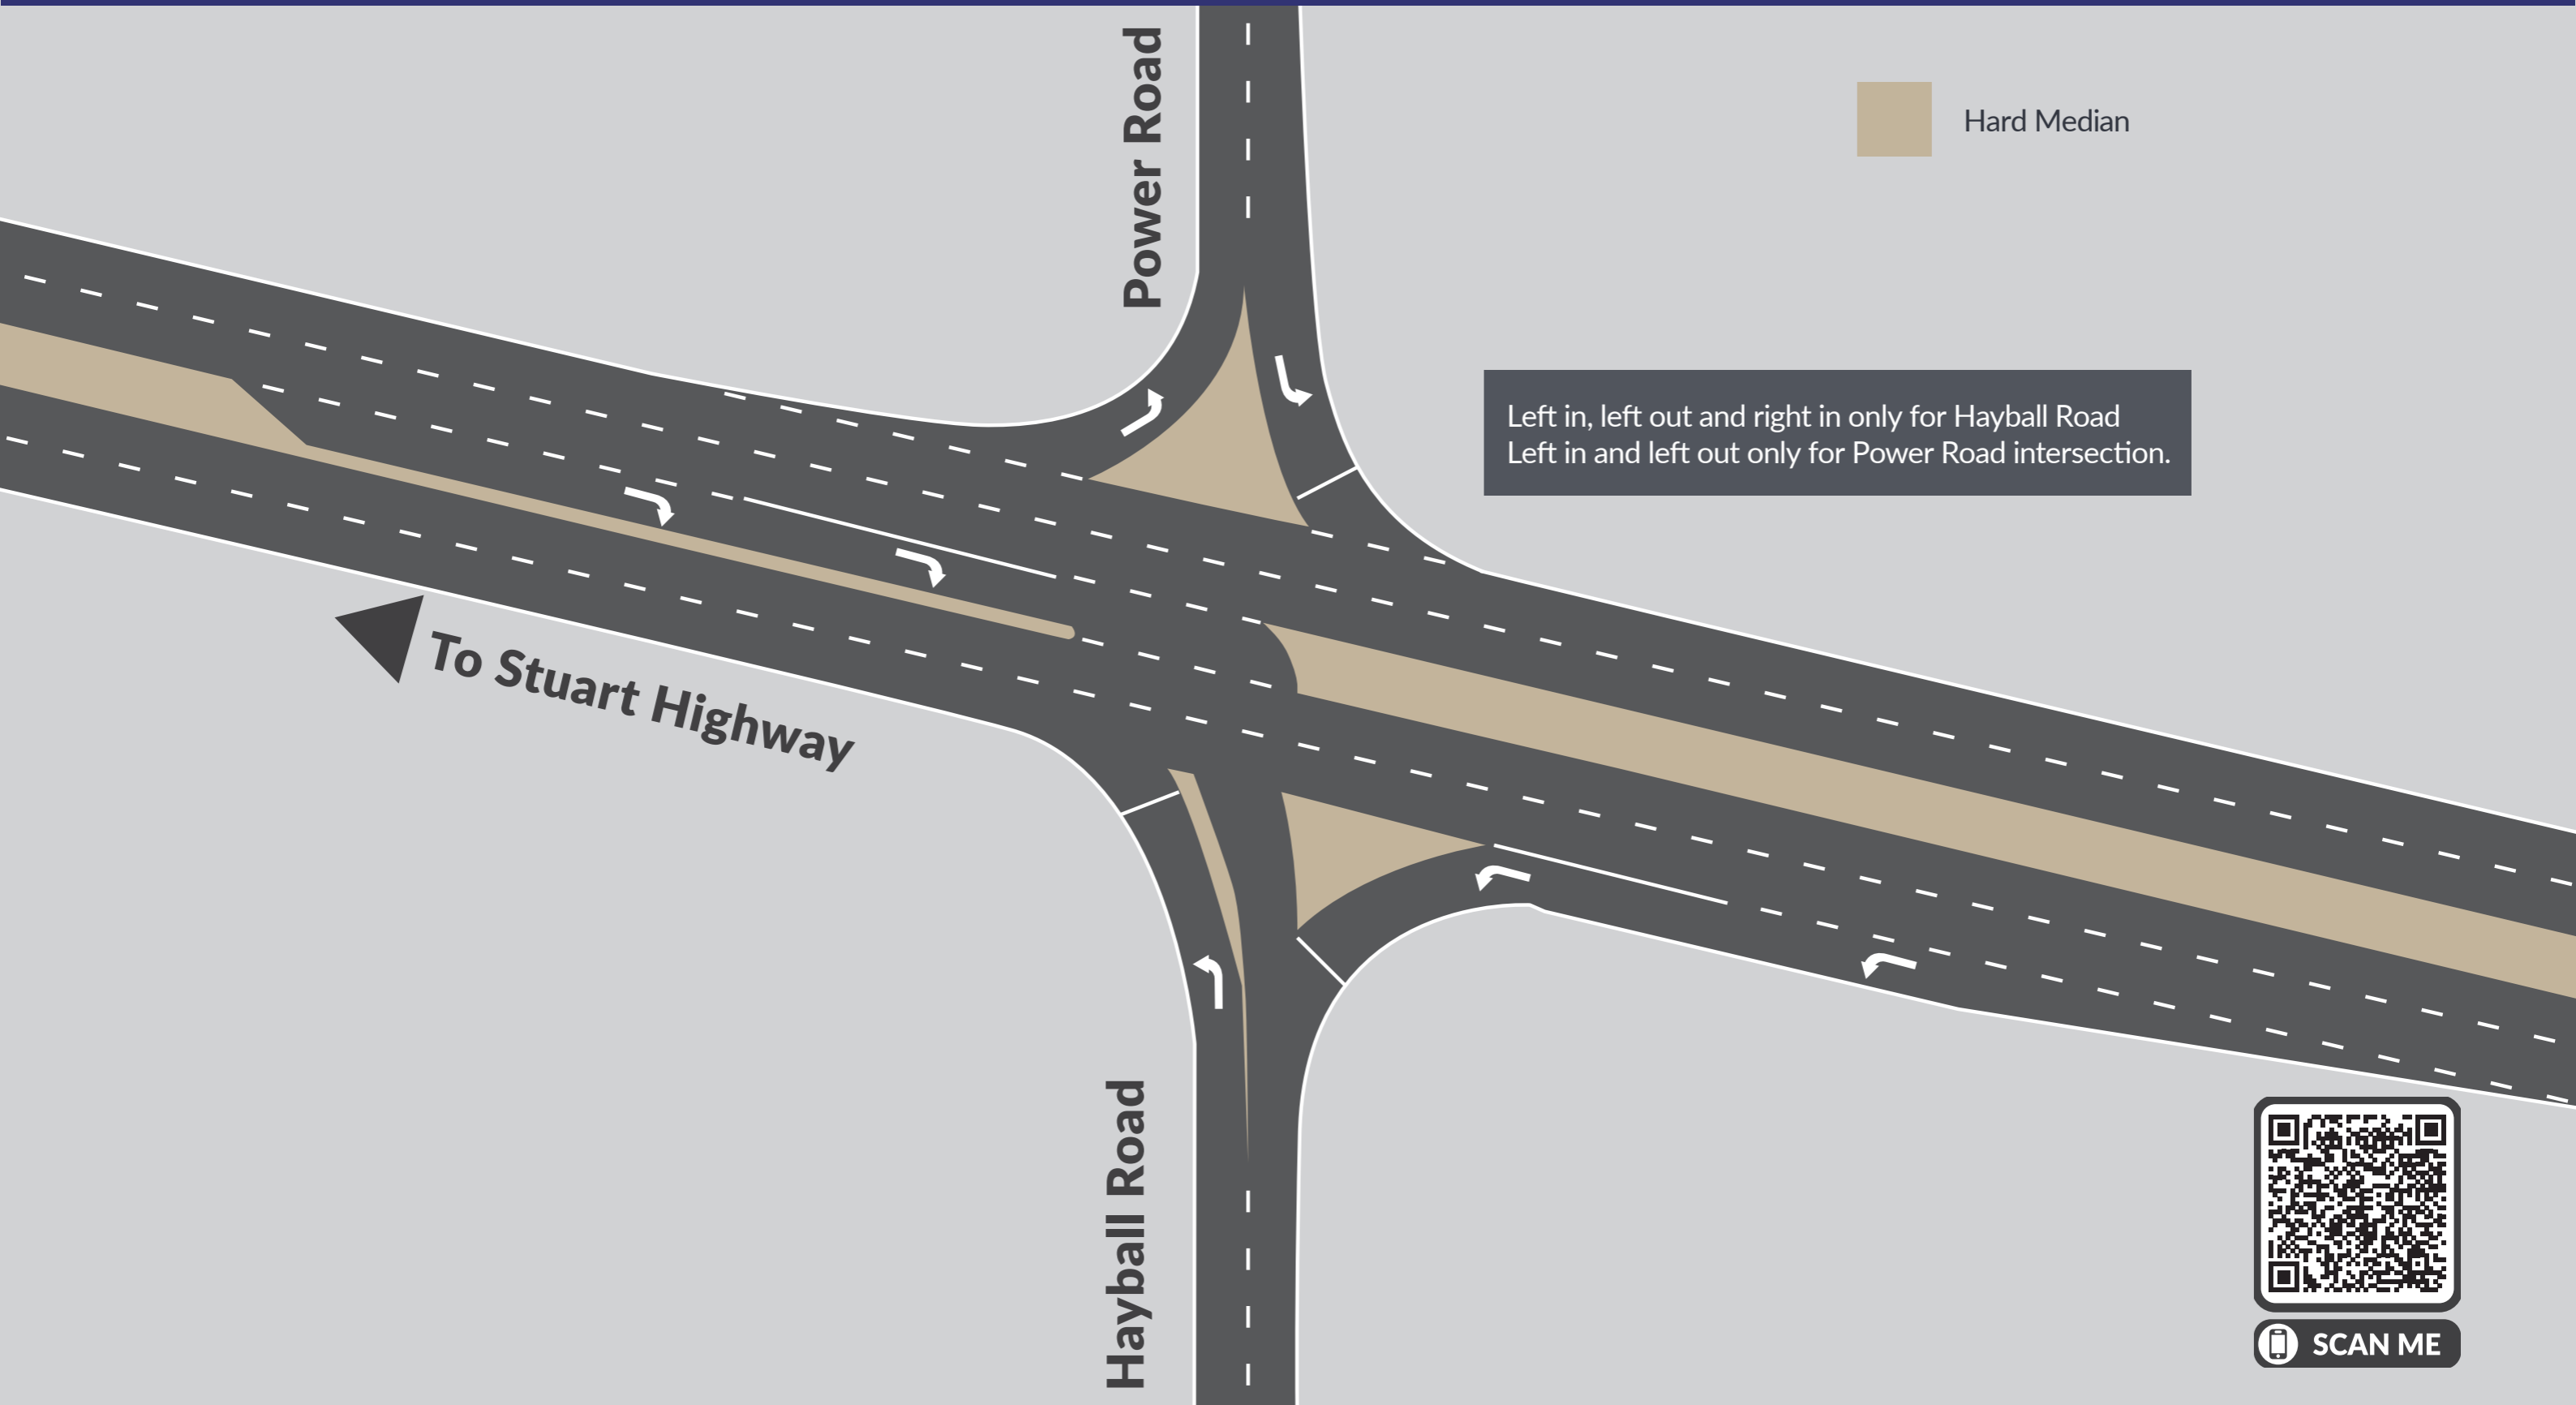 Power Road
Hard Median
Left in, left out and right in only for Hayball Road
Left in and left out only for Power Road intersection.
To Stuart Highway
Hayball Road
SCAN ME